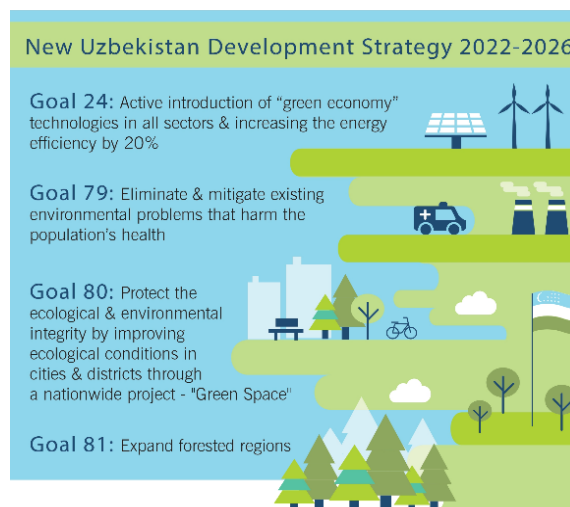 New Uzbekistan Development Strategy 2022-2026
Goal 24: Active introduction of “green economy”
technologies in all sectors & increasing the energy
efficiency by 20%
Goal 79: Eliminate & mitigate existing
environmental problems that harm the
population's health
Goal 80: Protect the
ecological & environmental
integrity by improving
ecological conditions in
cities & districts through
a nationwide project - "Green Space"
Goal 81: Expand forested regions